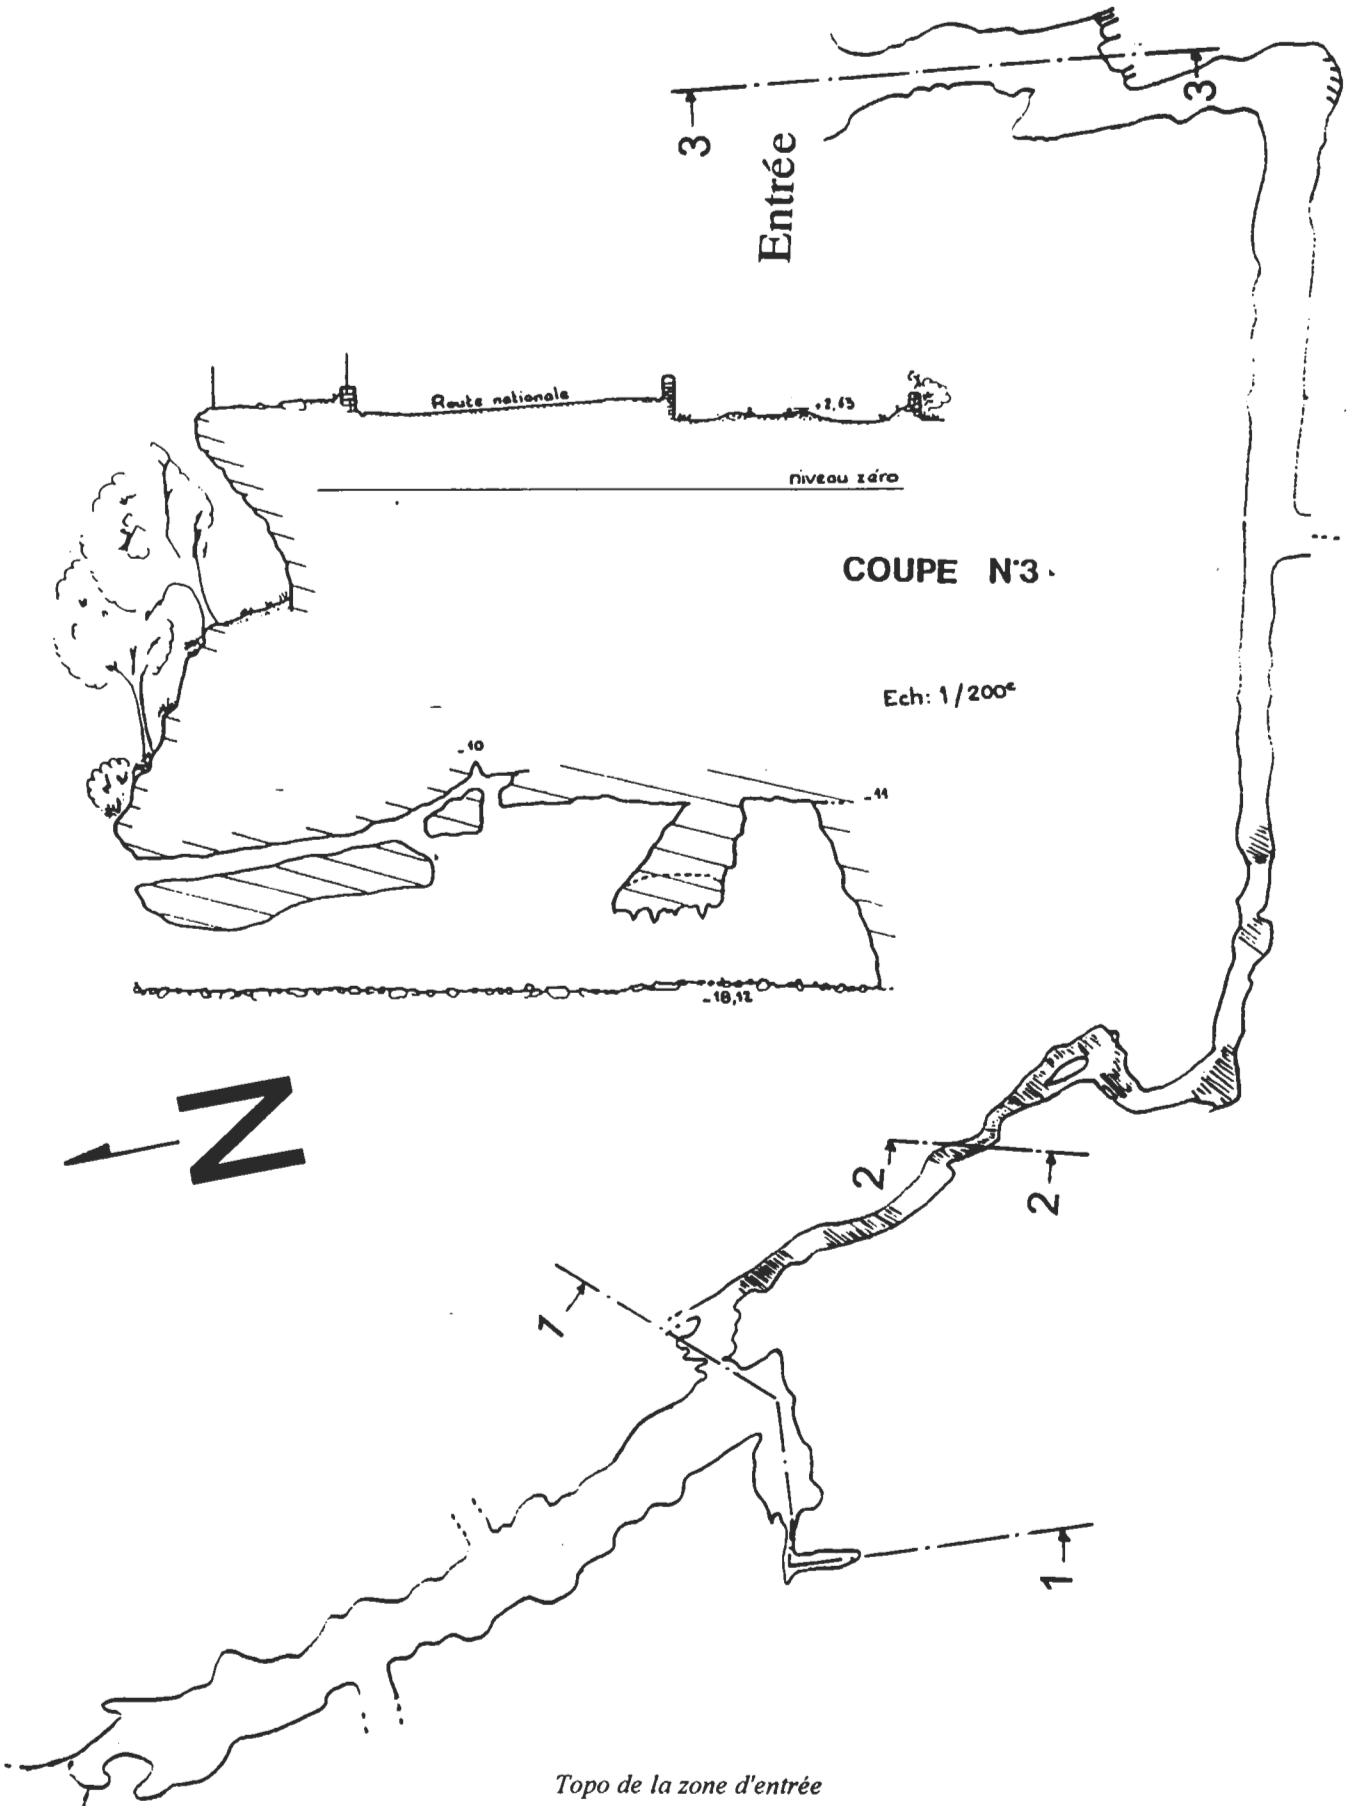 3
3
Entrée
Route nationale
+2,63
niveau zéro
COUPE N°3
Ech: 1/200e
-10
-11
-18,12
N
2
2
1
1
Topo de la zone d'entrée